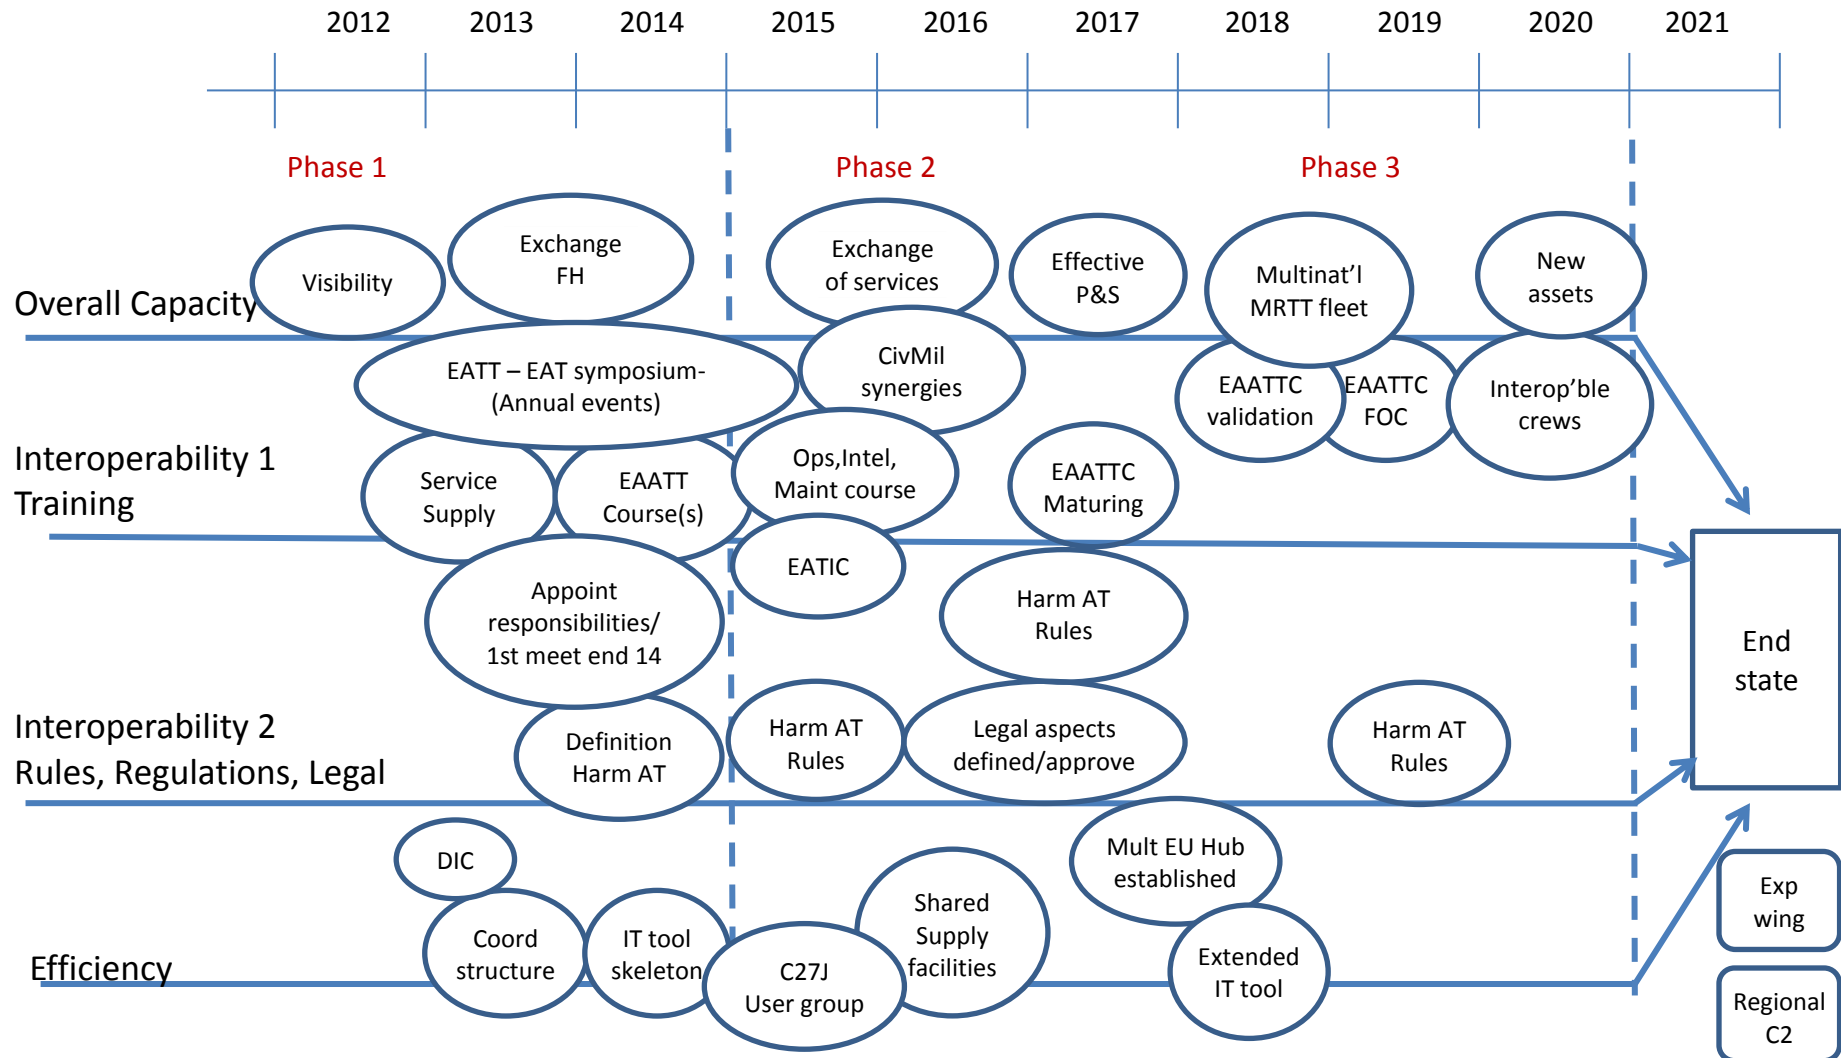 2012 2013 2014 2015 2016 2017 2018 2019 2020 2021
Phase 1 Phase 2 Phase 3
Overall Capacity
Visibility
Exchange
FH
Exchange
of services
Effective
P&S
Multinat’l
MRTT fleet
New
assets
EATT – EAT symposium-
(Annual events)
CivMil
synergies
EAATTC
validation
EAATTC
FOC
Interop’ble
crews
Interoperability 1
Training
Service
Supply
EAATT
Course(s)
Ops,Intel,
Maint course
EAATTC
Maturing
EATIC
Appoint
responsibilities/
1st meet end 14
Harm AT
Rules
End
state
Interoperability 2
Rules, Regulations, Legal
Definition
Harm AT
Harm AT
Rules
Legal aspects
defined/approve
Harm AT
Rules
Efficiency
DIC
Coord
structure
IT tool
skeleton
C27J
User group
Shared
Supply
facilities
Mult EU Hub
established
Extended
IT tool
Exp
wing
Regional
C2